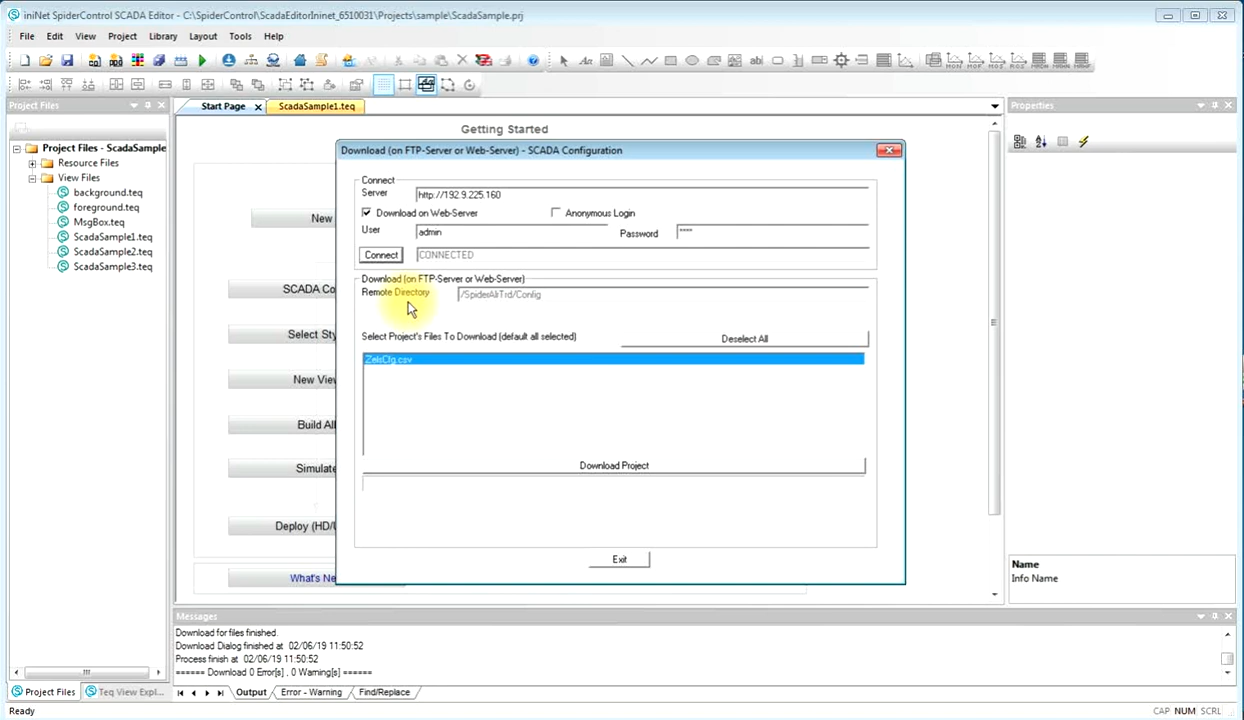 iniNet SpiderControl SCADA Editor - C:\SpiderControl\ScadaEditorIninet_6510031\Projects\sample\ScadaSample.prj
File Edit View Project Library Layout Tools Help
Project Files
Start Page
ScadaSample1.teq
Properties
Getting Started
Project Files - ScadaSample
Resource Files
View Files
background.teq
foreground.teq
MsgBox.teq
ScadaSample1.teq
ScadaSample2.teq
ScadaSample3.teq
New
SCADA Co
Select Sty
New View
Build All
Simulate
Deploy (HD/U
What's Ne
Download (on FTP-Server or Web-Server) - SCADA Configuration
Connect
Server http://192.9.225.160
Download on Web-Server Anonymous Login
User admin Password ****
Connect CONNECTED
Download (on FTP-Server or Web-Server)
Remote Directory /SpiderAlrTrd/Config
Select Project's Files To Download (default all selected) Deselect All
ZelsCfg.csv
Download Project
Exit
Name
Info Name
Messages
Download for files finished.
Download Dialog finished at 02/06/19 11:50:52
Process finish at 02/06/19 11:50:52
====== Download 0 Error[s] , 0 Warning[s] ======
Project Files Teq View Expl...
Output Error - Warning Find/Replace
Ready
CAP NUM SCRL